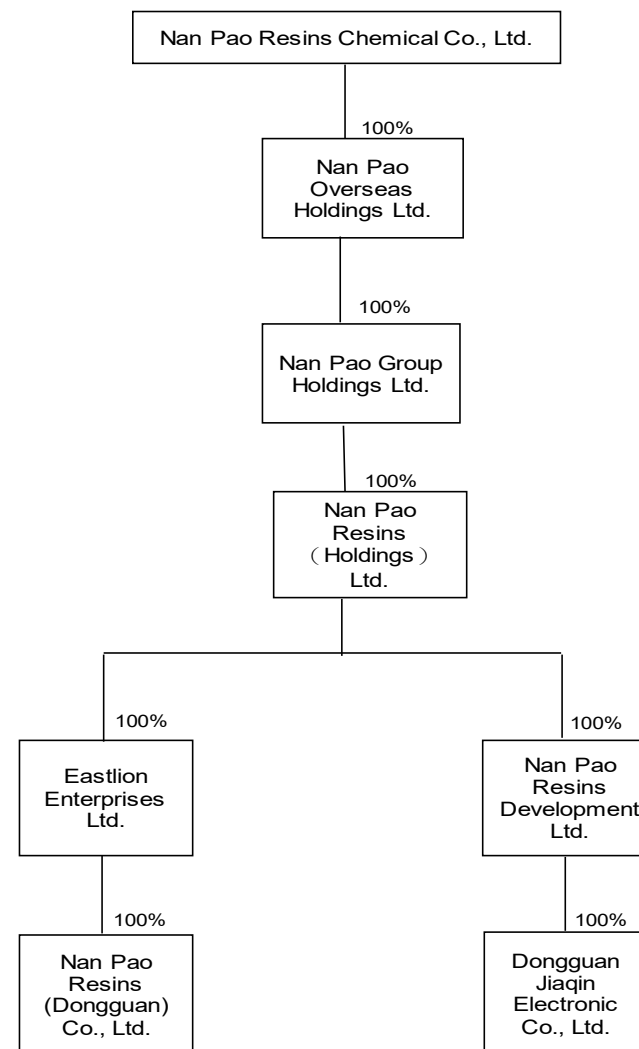 Nan Pao Resins Chemical Co., Ltd.
100%
Nan Pao
Overseas
Holdings Ltd.
100%
Nan Pao Group
Holdings Ltd.
100%
Nan Pao
Resins
（Holdings）
Ltd.
100%
Eastlion
Enterprises
Ltd.
100%
Nan Pao
Resins
Development
Ltd.
100%
Nan Pao
Resins
(Dongguan)
Co., Ltd.
100%
Dongguan
Jiaqin
Electronic
Co., Ltd.